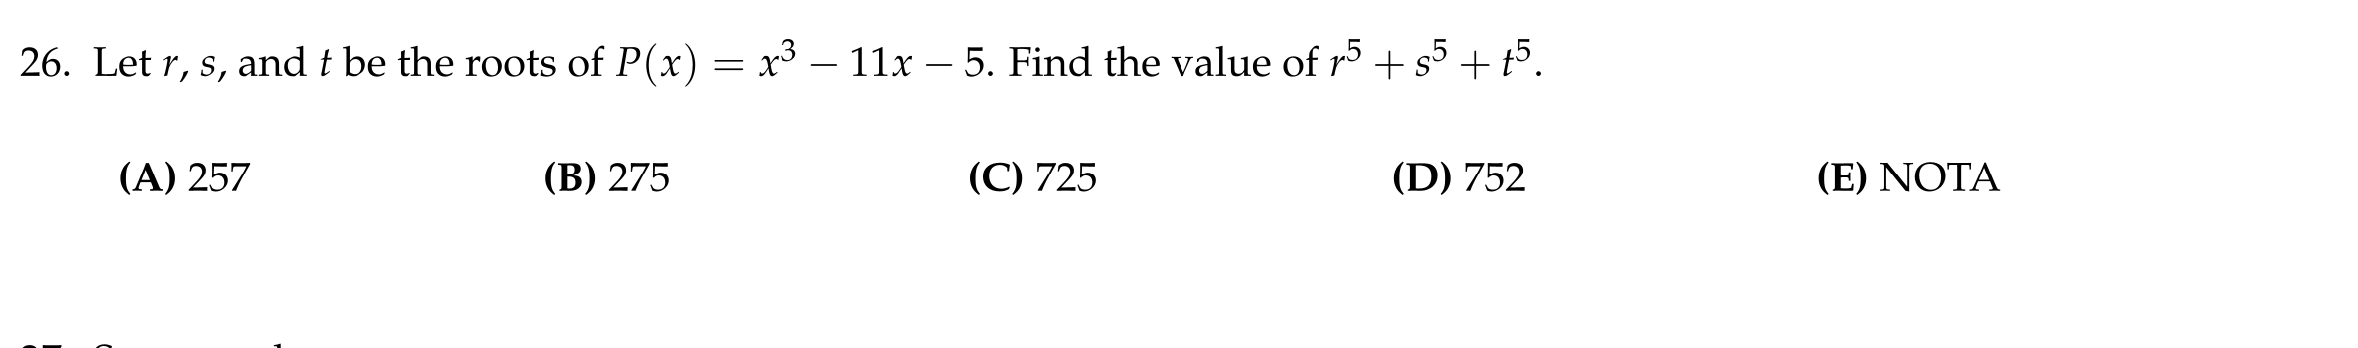 26. Let r, s, and t be the roots of P(x) = x³ − 11x − 5. Find the value of r⁵ + s⁵ + t⁵.
(A) 257 (B) 275 (C) 725 (D) 752 (E) NOTA